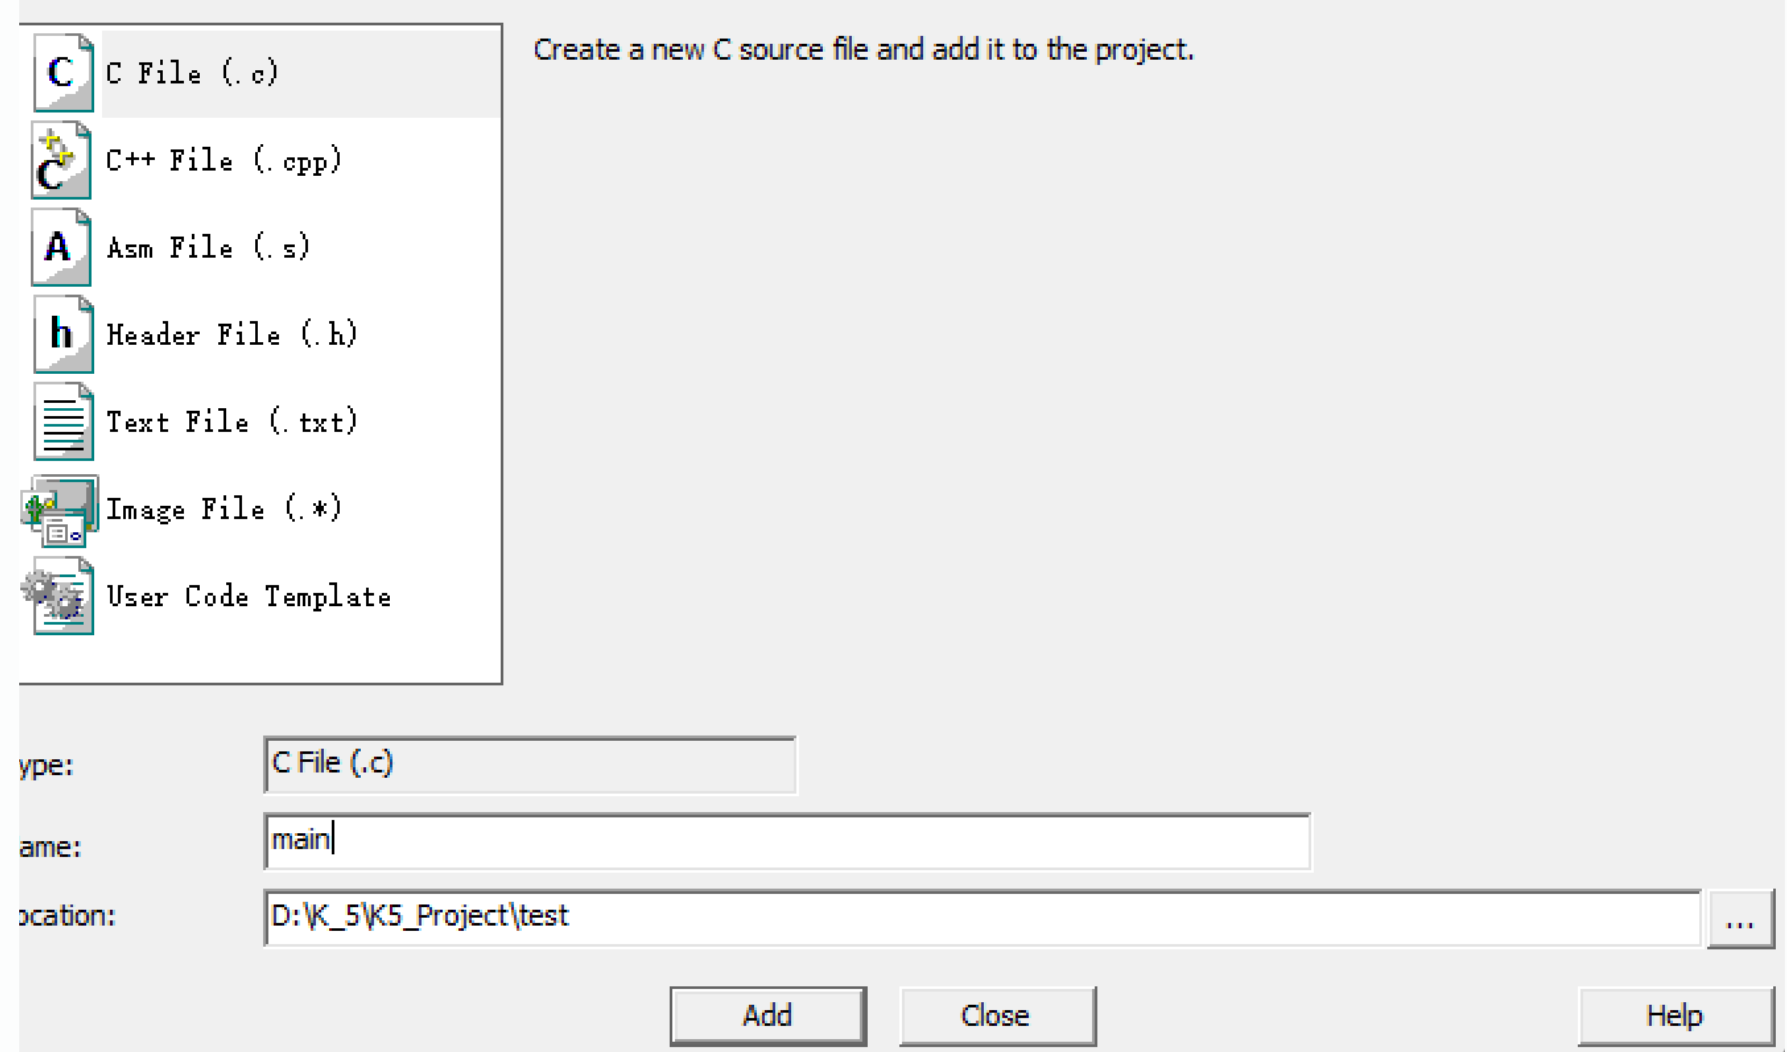 C File (.c)
Create a new C source file and add it to the project.
C++ File (.cpp)
Asm File (.s)
Header File (.h)
Text File (.txt)
Image File (.*)
User Code Template
ype:
C File (.c)
ame:
main
ocation:
D:\K_5\K5_Project\test
...
Add
Close
Help